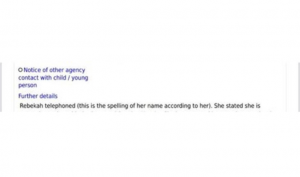 Notice of other agency
contact with child / young
person
Further details
Rebekah telephoned (this is the spelling of her name according to her). She stated she is